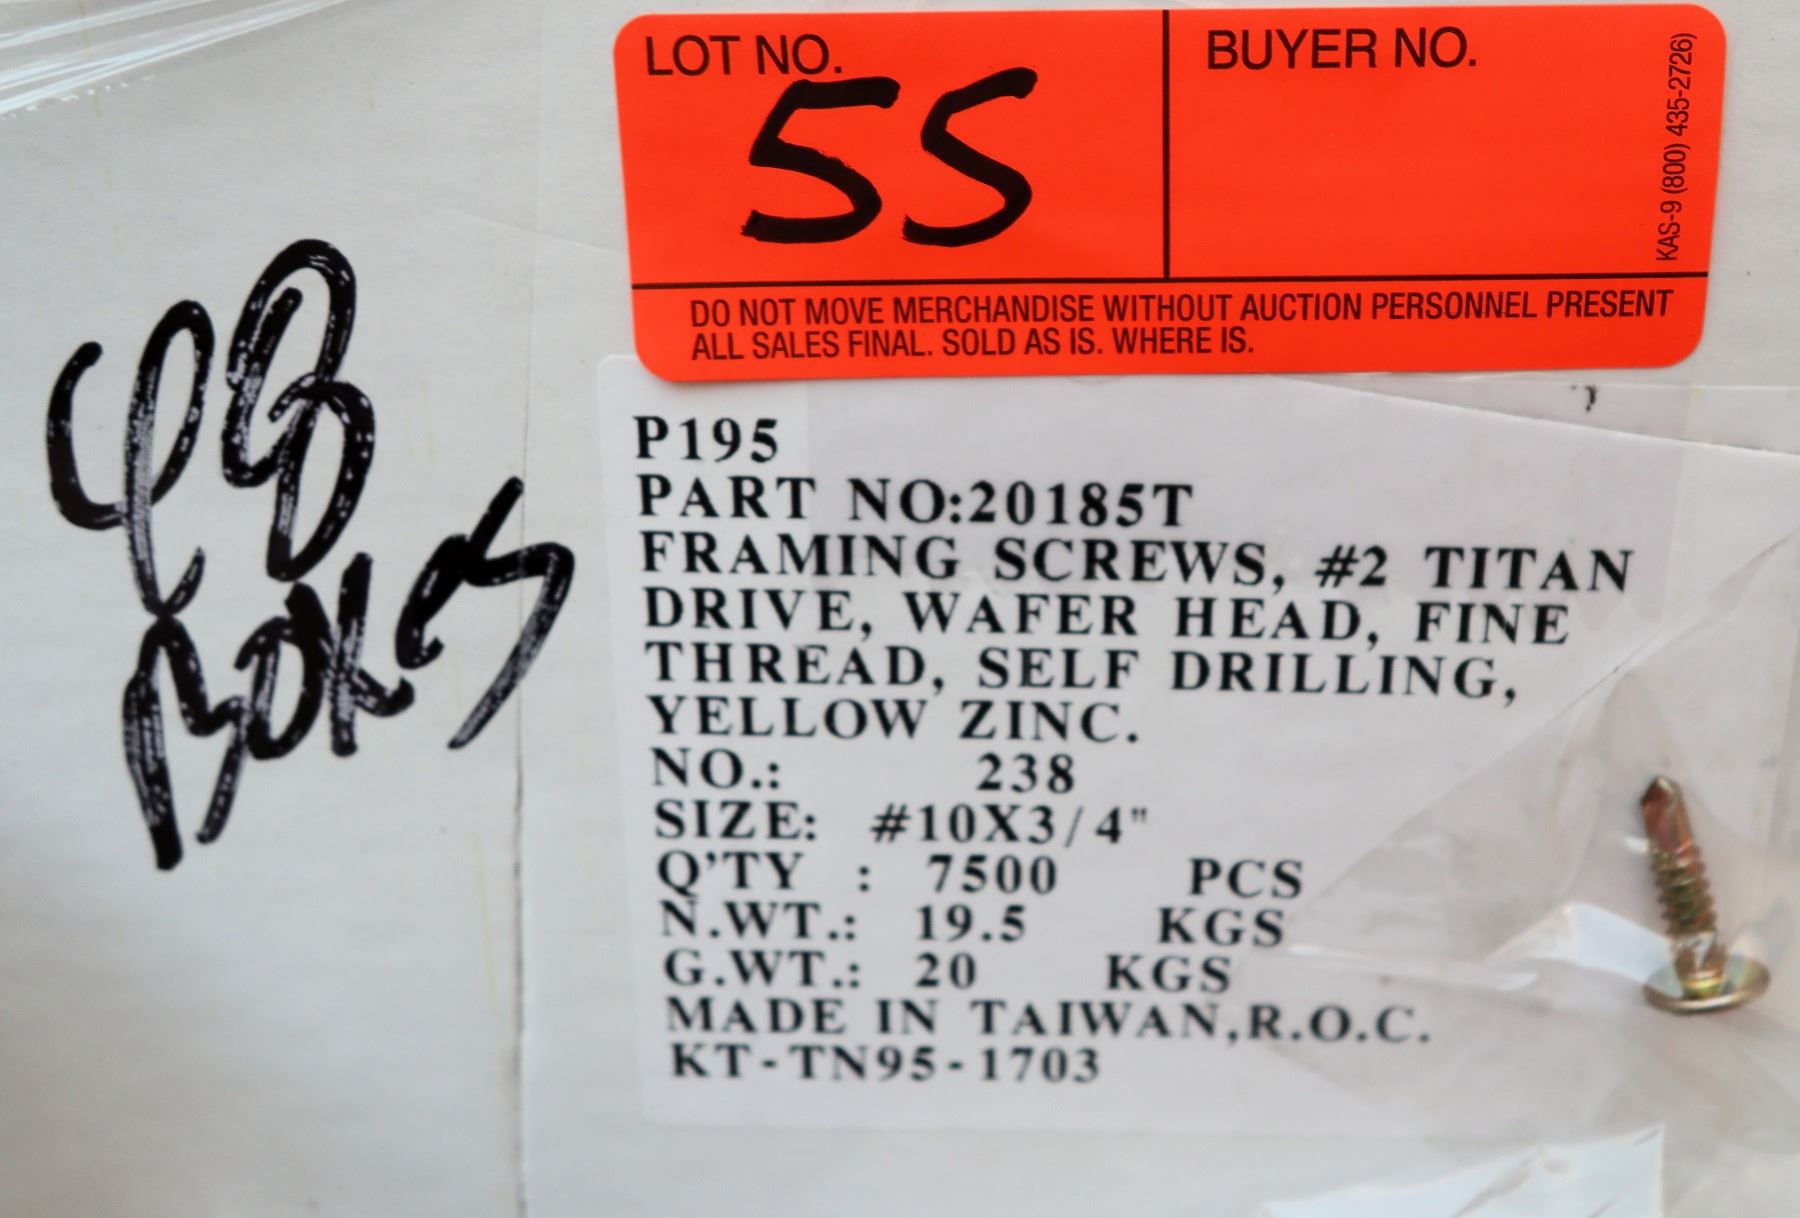 LOT NO.
55
BUYER NO.
KAS-9 (800) 435-2726)
DO NOT MOVE MERCHANDISE WITHOUT AUCTION PERSONNEL PRESENT
ALL SALES FINAL. SOLD AS IS. WHERE IS.
48
BOXES
P195
PART NO:20185T
FRAMING SCREWS, #2 TITAN
DRIVE, WAFER HEAD, FINE
THREAD, SELF DRILLING,
YELLOW ZINC.
NO.: 238
SIZE: #10X3/4"
Q'TY : 7500 PCS
N.WT.: 19.5 KGS
G.WT.: 20 KGS
MADE IN TAIWAN,R.O.C.
KT-TN95-1703